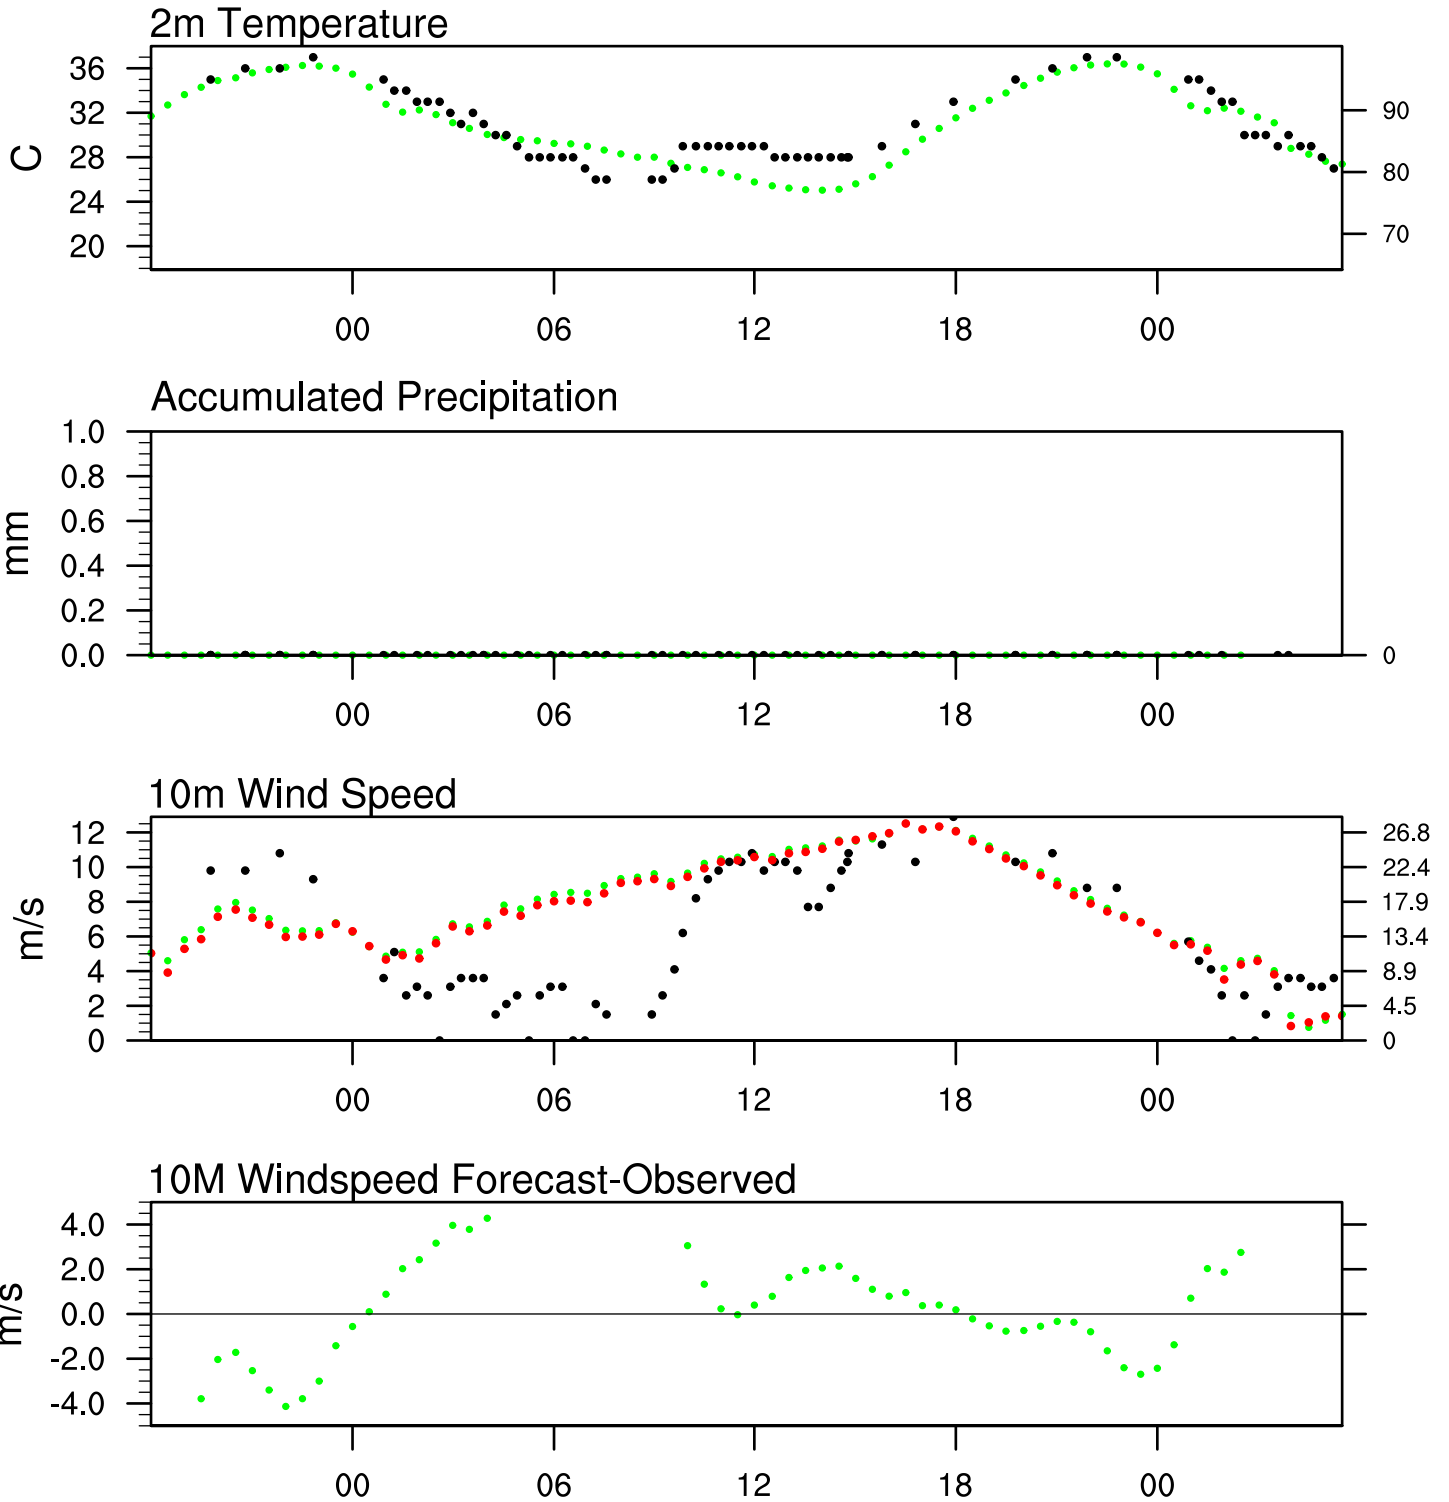 2m Temperature
36
32
28
24
20
C
90
80
70
00 06 12 18 00
Accumulated Precipitation
1.0
0.8
0.6
0.4
0.2
0.0
mm
0
00 06 12 18 00
10m Wind Speed
12
10
8
6
4
2
0
m/s
26.8
22.4
17.9
13.4
8.9
4.5
0
00 06 12 18 00
10M Windspeed Forecast-Observed
4.0
2.0
0.0
-2.0
-4.0
m/s
00 06 12 18 00